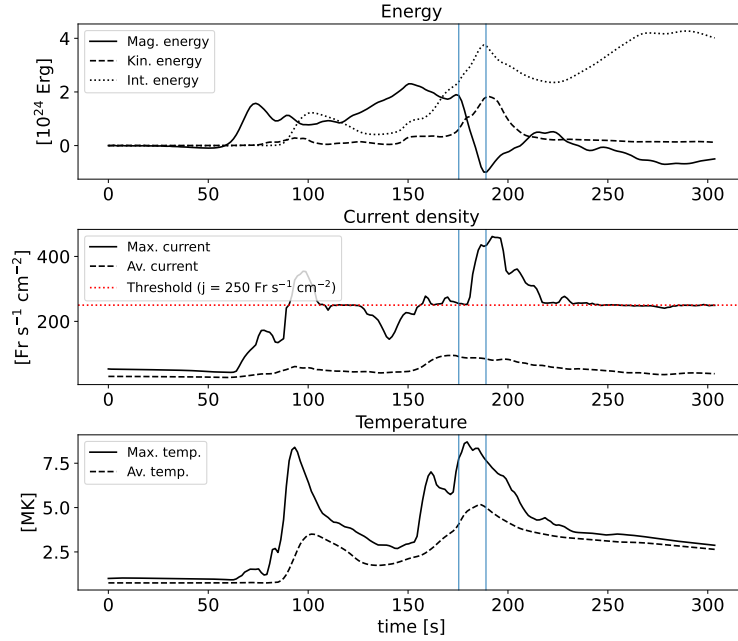 Energy
[10²⁴ Erg]
4
2
0
Mag. energy
Kin. energy
Int. energy
0 50 100 150 200 250 300
Current density
[Fr s⁻¹ cm⁻²]
400
200
Max. current
Av. current
Threshold (j = 250 Fr s⁻¹ cm⁻²)
0 50 100 150 200 250 300
Temperature
[MK]
7.5
5.0
2.5
Max. temp.
Av. temp.
0 50 100 150 200 250 300
time [s]